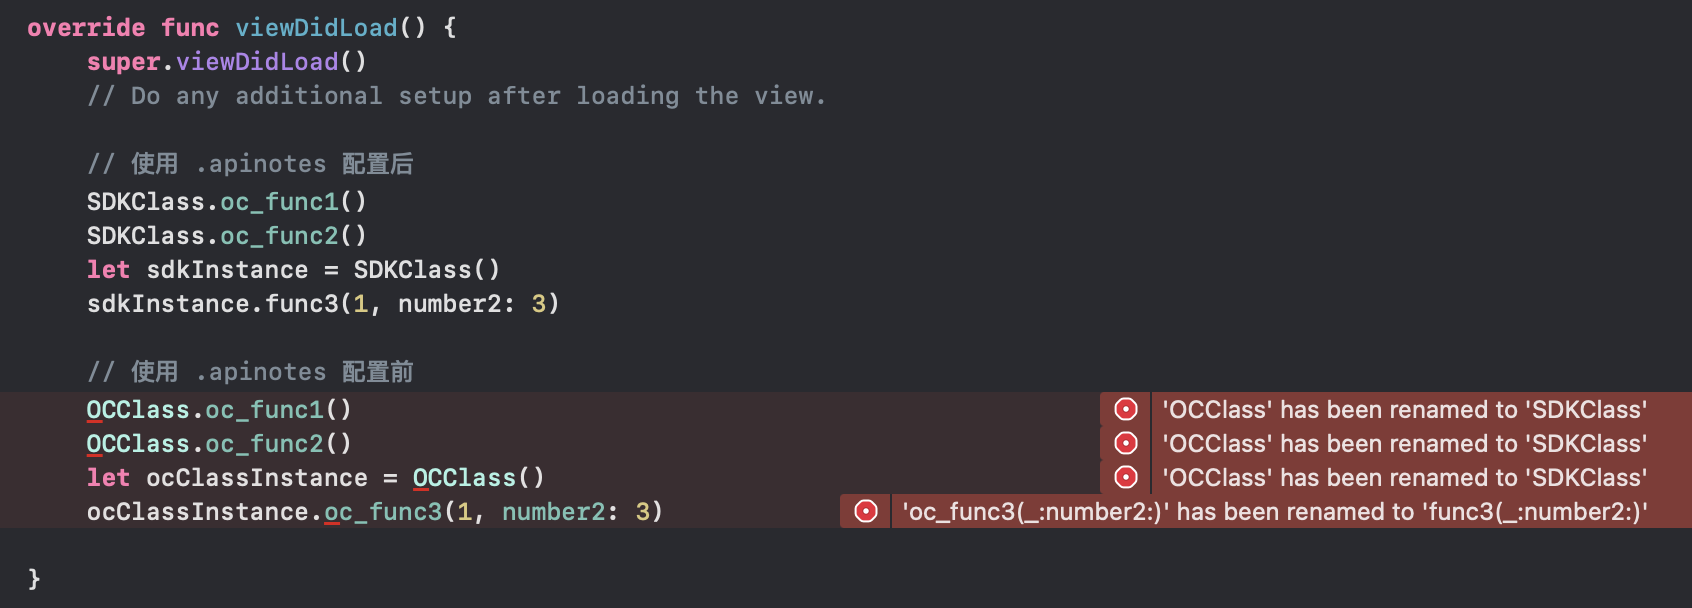 override func viewDidLoad() {
super.viewDidLoad()
// Do any additional setup after loading the view.
// 使用 .apinotes 配置后
SDKClass.oc_func1()
SDKClass.oc_func2()
let sdkInstance = SDKClass()
sdkInstance.func3(1, number2: 3)
// 使用 .apinotes 配置前
OCClass.oc_func1() 'OCClass' has been renamed to 'SDKClass'
OCClass.oc_func2() 'OCClass' has been renamed to 'SDKClass'
let ocClassInstance = OCClass() 'OCClass' has been renamed to 'SDKClass'
ocClassInstance.oc_func3(1, number2: 3) 'oc_func3(_:number2:)' has been renamed to 'func3(_:number2:)'
}